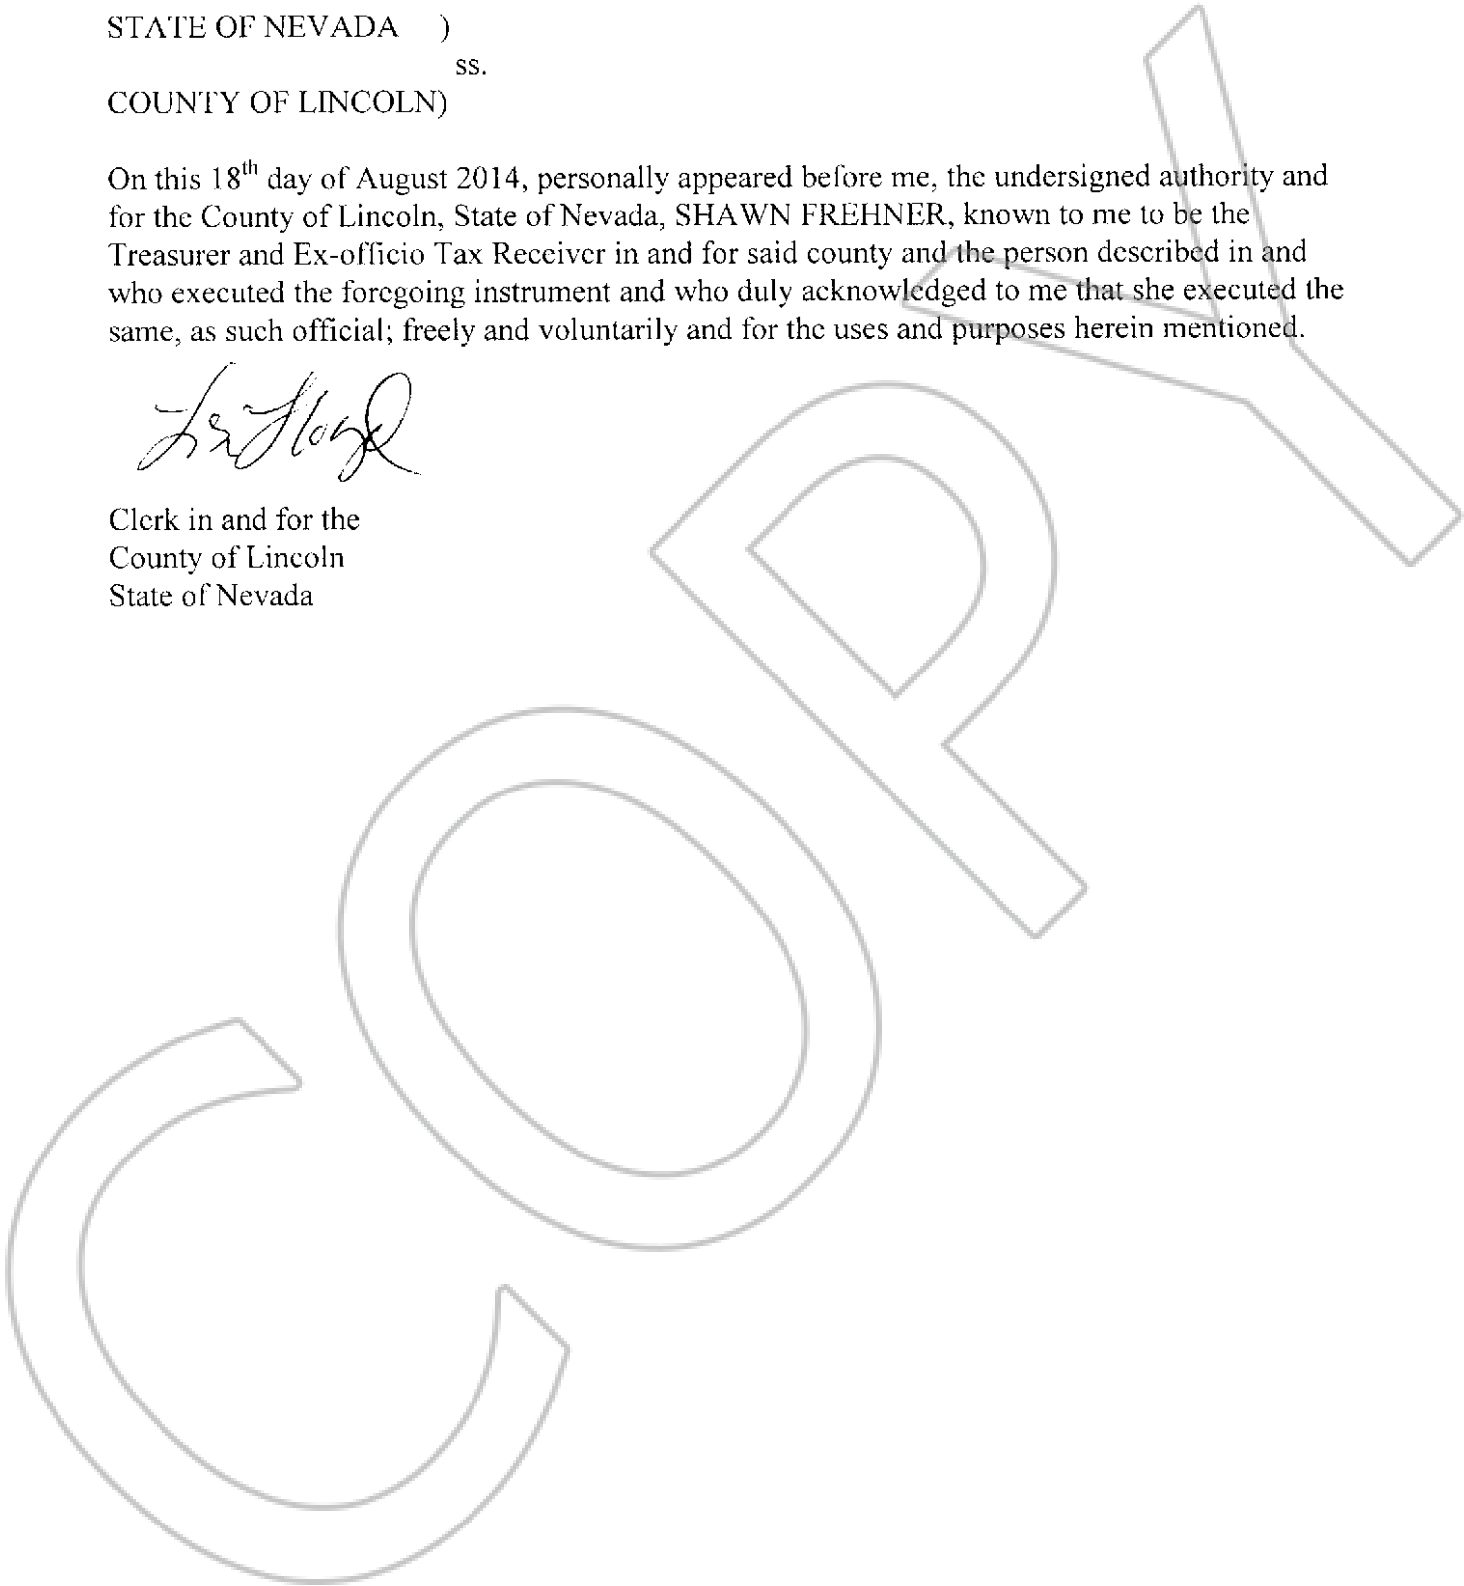 STATE OF NEVADA )
ss.
COUNTY OF LINCOLN)
On this 18th day of August 2014, personally appeared before me, the undersigned authority and
for the County of Lincoln, State of Nevada, SHAWN FREHNER, known to me to be the
Treasurer and Ex-officio Tax Receiver in and for said county and the person described in and
who executed the foregoing instrument and who duly acknowledged to me that she executed the
same, as such official; freely and voluntarily and for the uses and purposes herein mentioned.
Clerk in and for the
County of Lincoln
State of Nevada
COPY